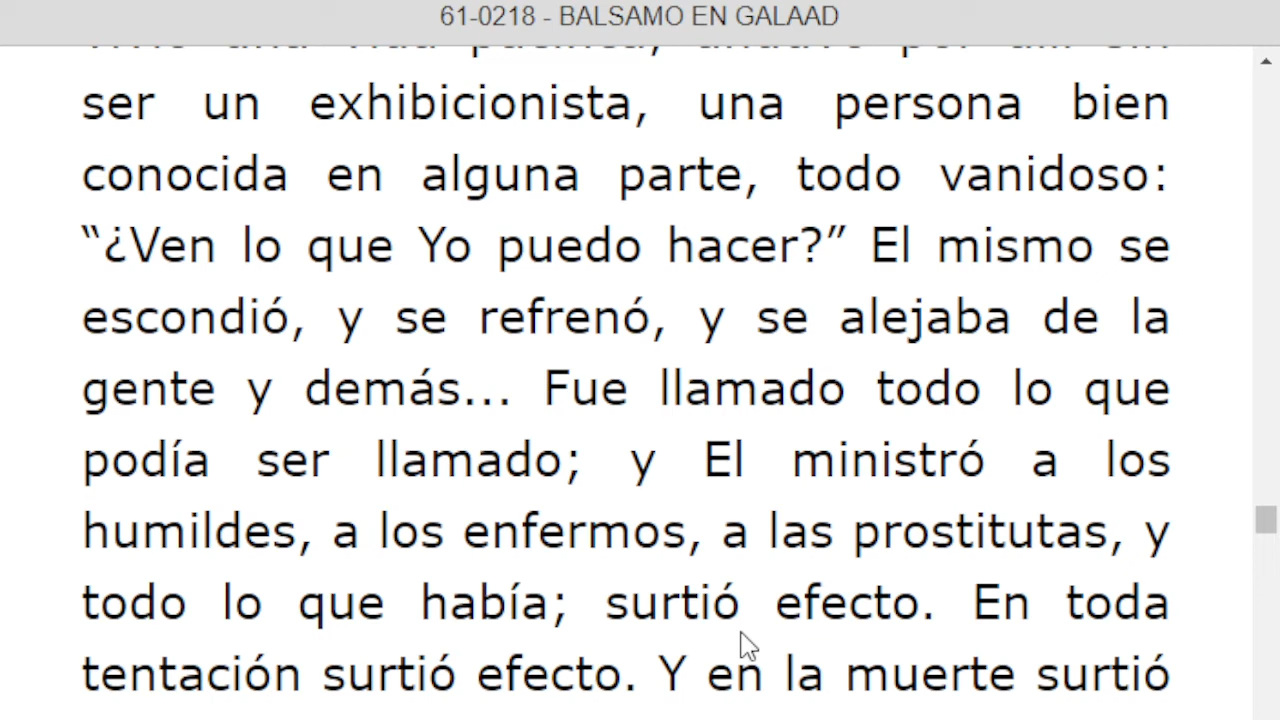 61-0218 - BALSAMO EN GALAAD
ser un exhibicionista, una persona bien
conocida en alguna parte, todo vanidoso:
“¿Ven lo que Yo puedo hacer?” El mismo se
escondió, y se refrenó, y se alejaba de la
gente y demás... Fue llamado todo lo que
podía ser llamado; y El ministró a los
humildes, a los enfermos, a las prostitutas, y
todo lo que había; surtió efecto. En toda
tentación surtió efecto. Y en la muerte surtió